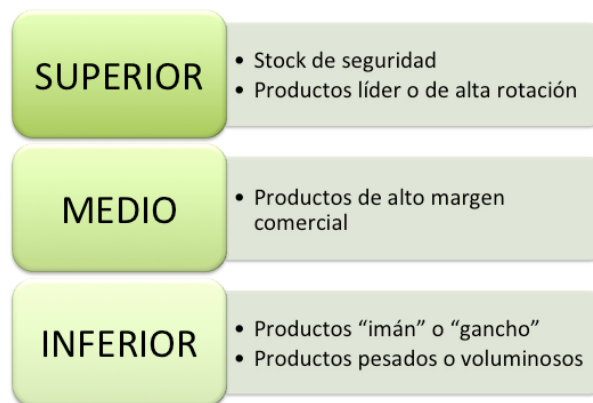 SUPERIOR
• Stock de seguridad
• Productos líder o de alta rotación
MEDIO
• Productos de alto margen
comercial
INFERIOR
• Productos “imán” o “gancho”
• Productos pesados o voluminosos